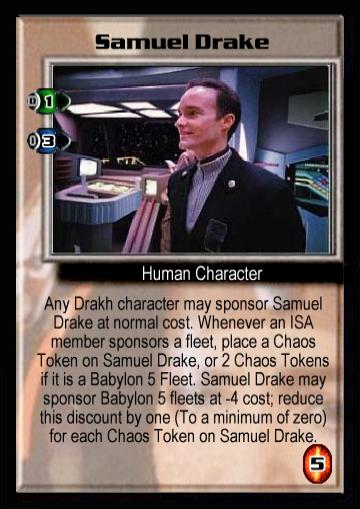 Samuel Drake
1
3
Human Character
Any Drakh character may sponsor Samuel
Drake at normal cost. Whenever an ISA
member sponsors a fleet, place a Chaos
Token on Samuel Drake, or 2 Chaos Tokens
if it is a Babylon 5 Fleet. Samuel Drake may
sponsor Babylon 5 fleets at -4 cost; reduce
this discount by one (To a minimum of zero)
for each Chaos Token on Samuel Drake.
5